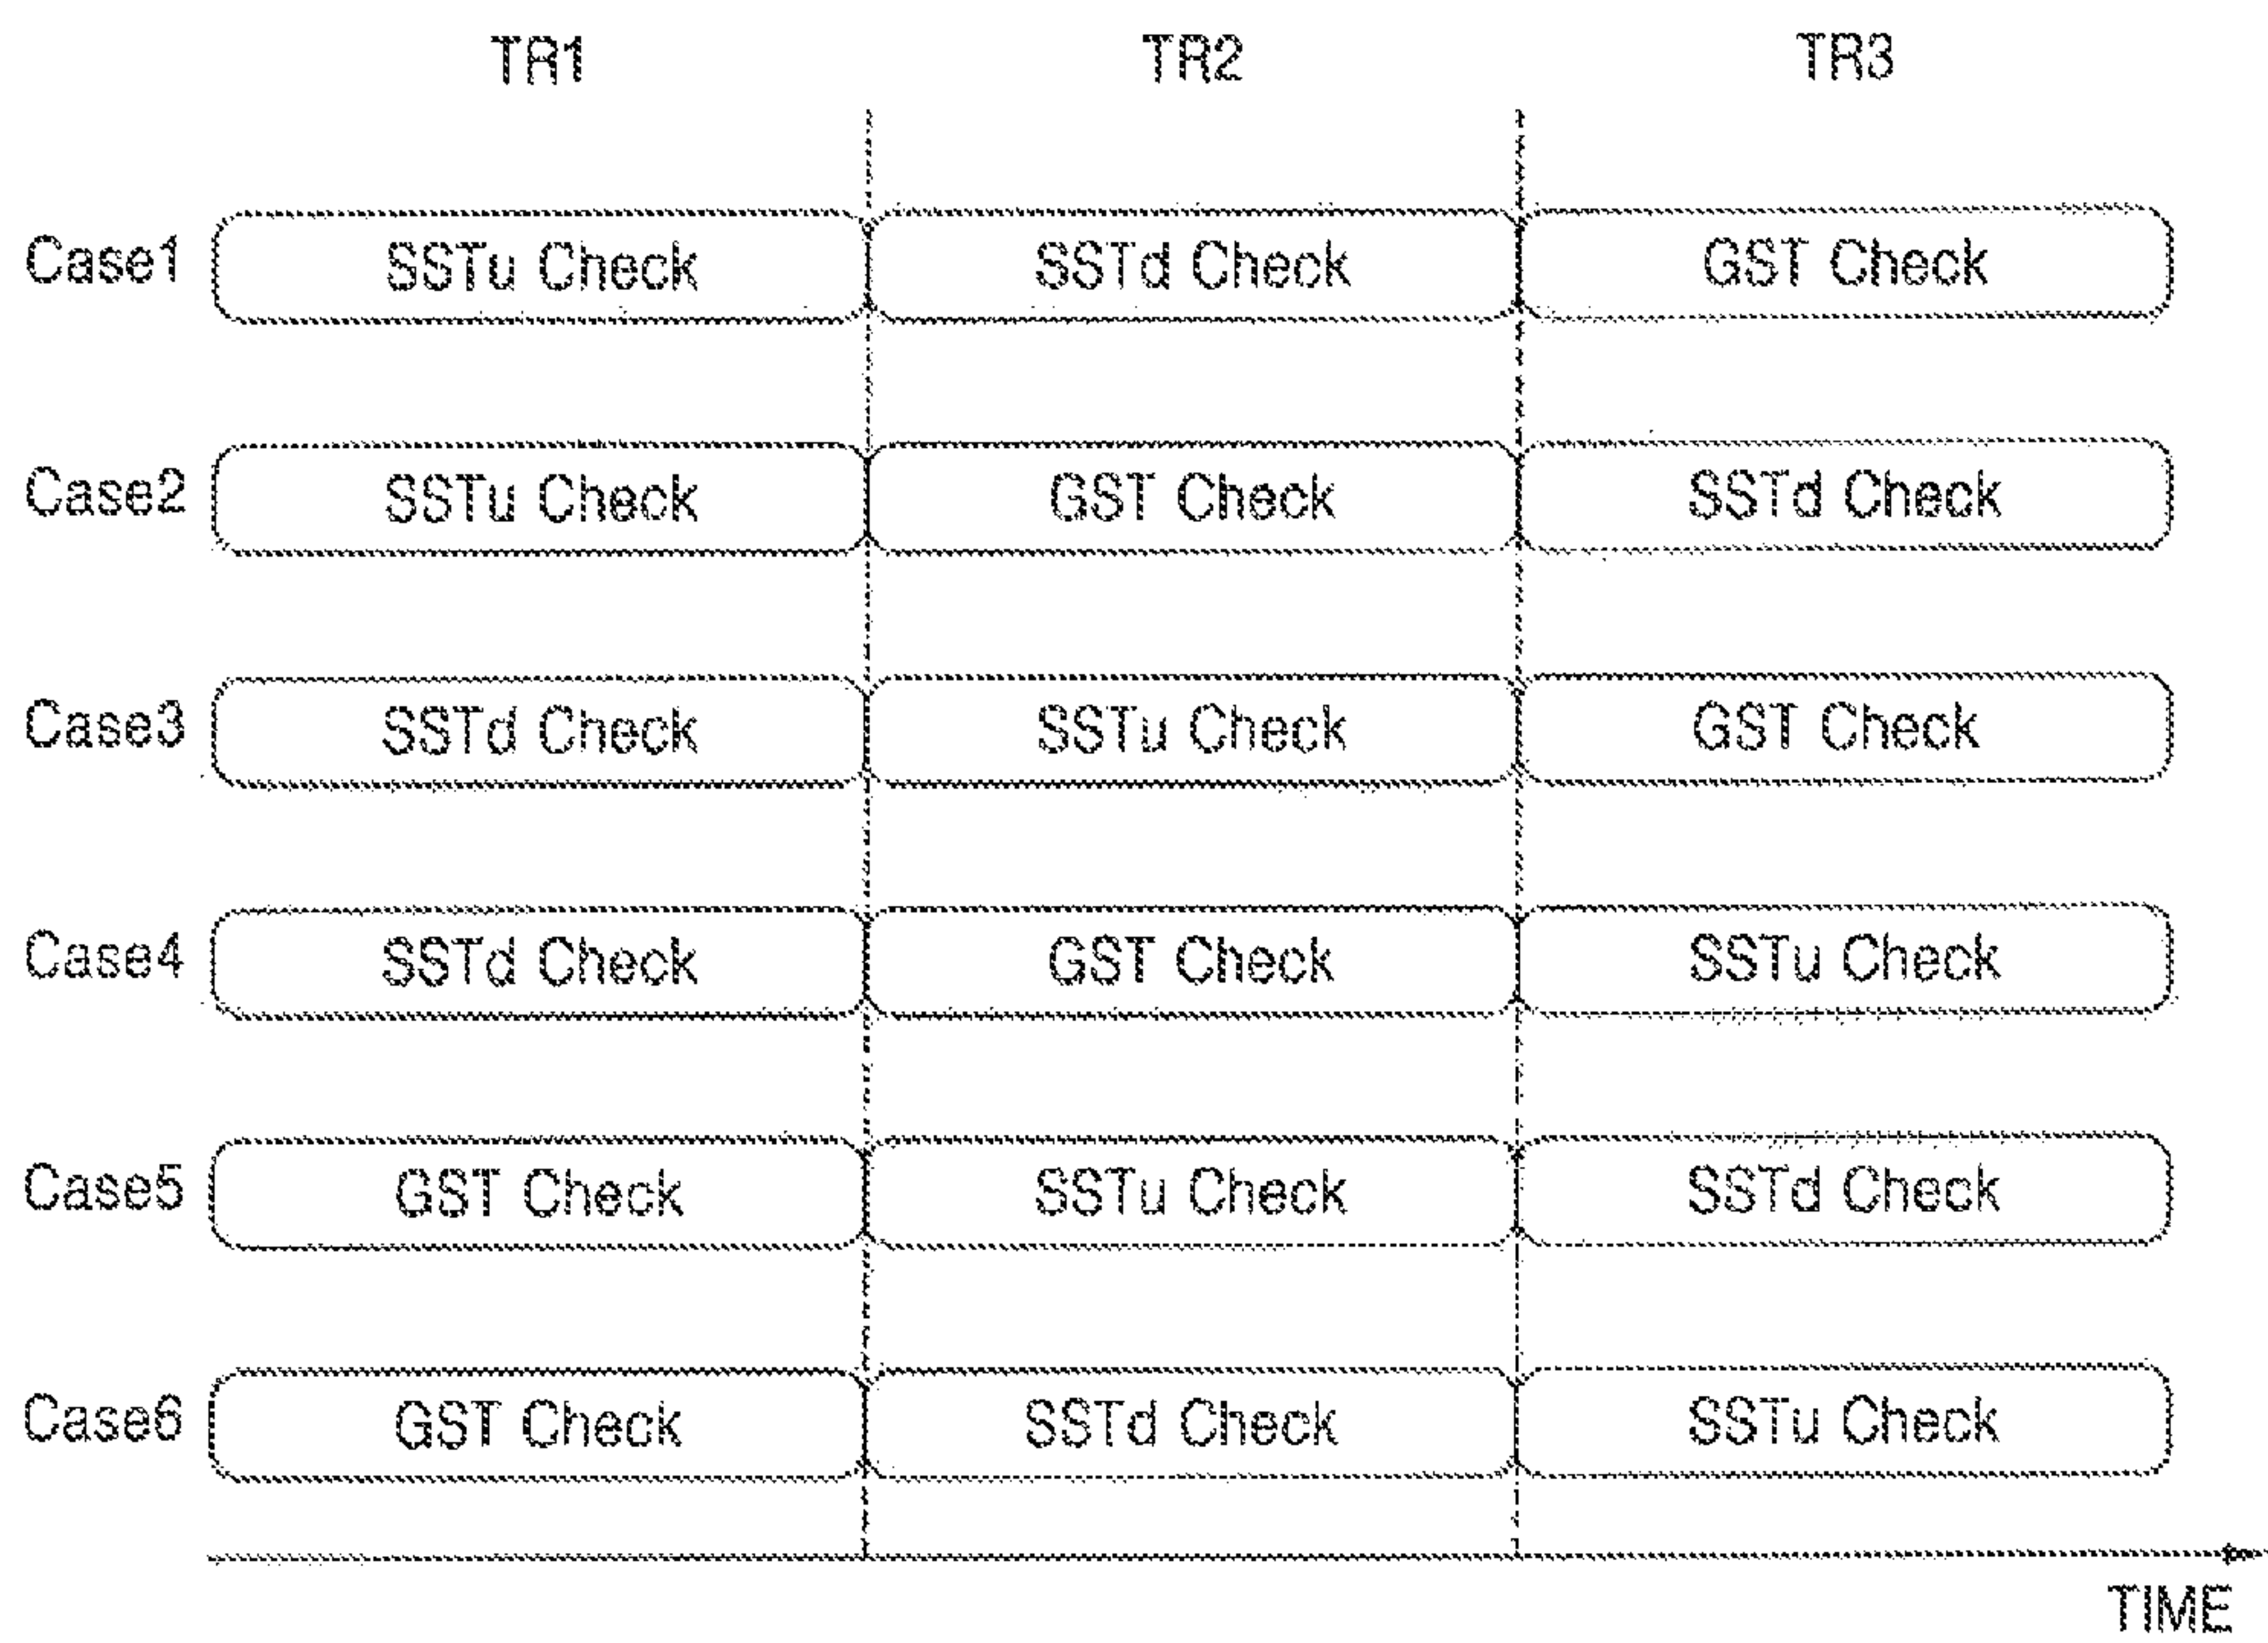 TR1 TR2 TR3
Case1 SSTu Check SSTd Check GST Check
Case2 SSTu Check GST Check SSTd Check
Case3 SSTd Check SSTu Check GST Check
Case4 SSTd Check GST Check SSTu Check
Case5 GST Check SSTu Check SSTd Check
Case6 GST Check SSTd Check SSTu Check
TIME